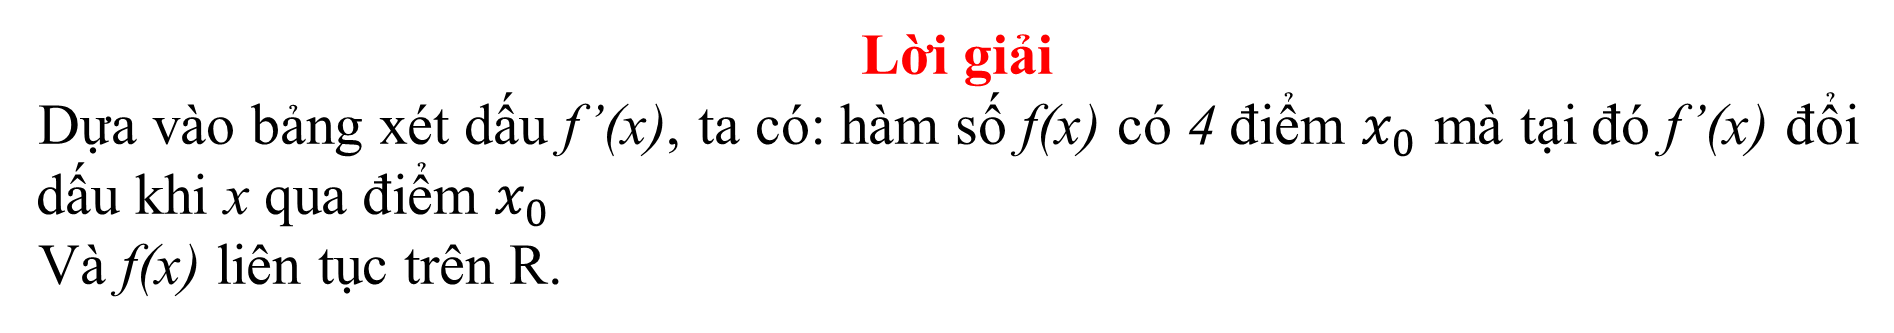 Lời giải
Dựa vào bảng xét dấu f’(x), ta có: hàm số f(x) có 4 điểm x₀ mà tại đó f’(x) đổi
dấu khi x qua điểm x₀
Và f(x) liên tục trên R.